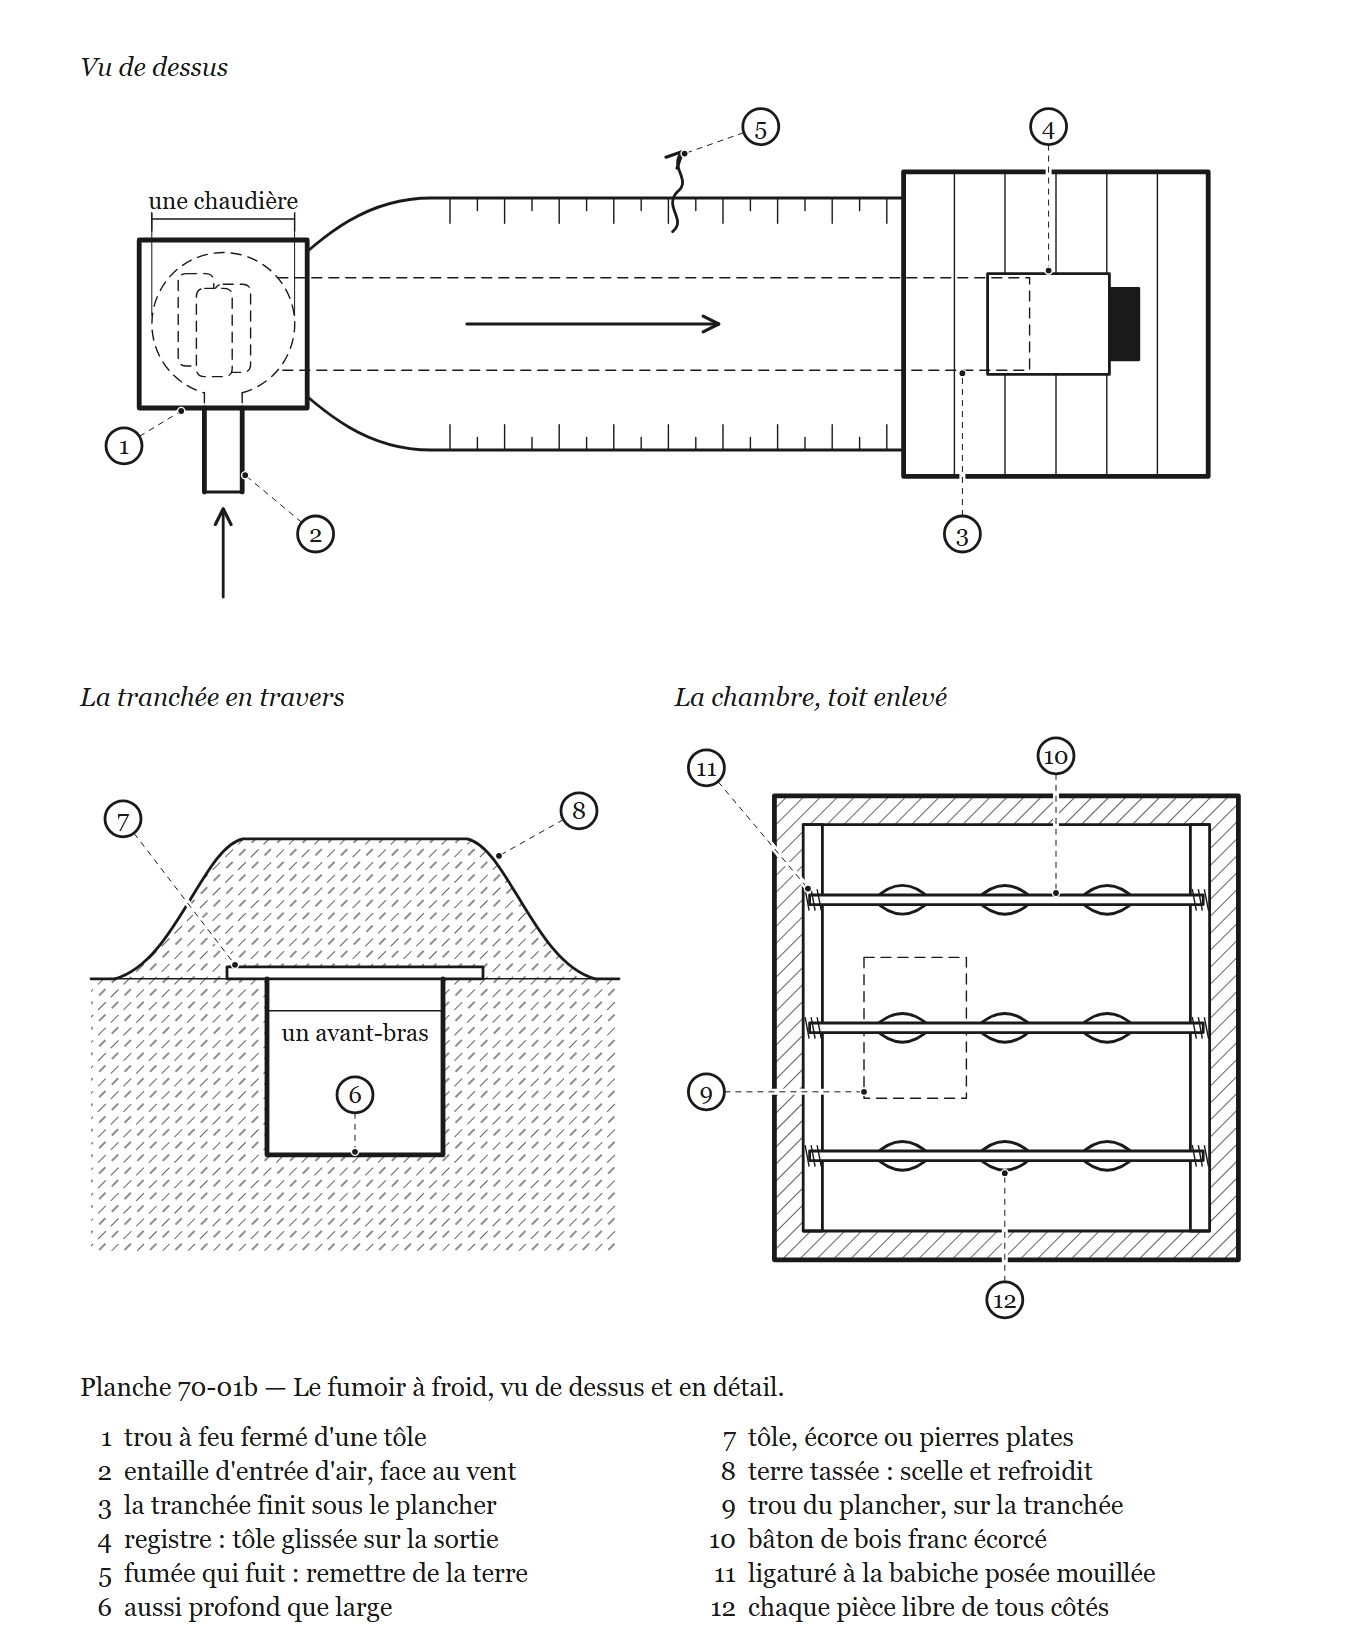 Vu de dessus
5
4
une chaudière
1
2
3
La tranchée en travers
La chambre, toit enlevé
7
8
un avant-bras
6
11
10
9
12
Planche 70-01b — Le fumoir à froid, vu de dessus et en détail.
1 trou à feu fermé d'une tôle
2 entaille d'entrée d'air, face au vent
3 la tranchée finit sous le plancher
4 registre : tôle glissée sur la sortie
5 fumée qui fuit : remettre de la terre
6 aussi profond que large
7 tôle, écorce ou pierres plates
8 terre tassée : scelle et refroidit
9 trou du plancher, sur la tranchée
10 bâton de bois franc écorcé
11 ligaturé à la babiche posée mouillée
12 chaque pièce libre de tous côtés